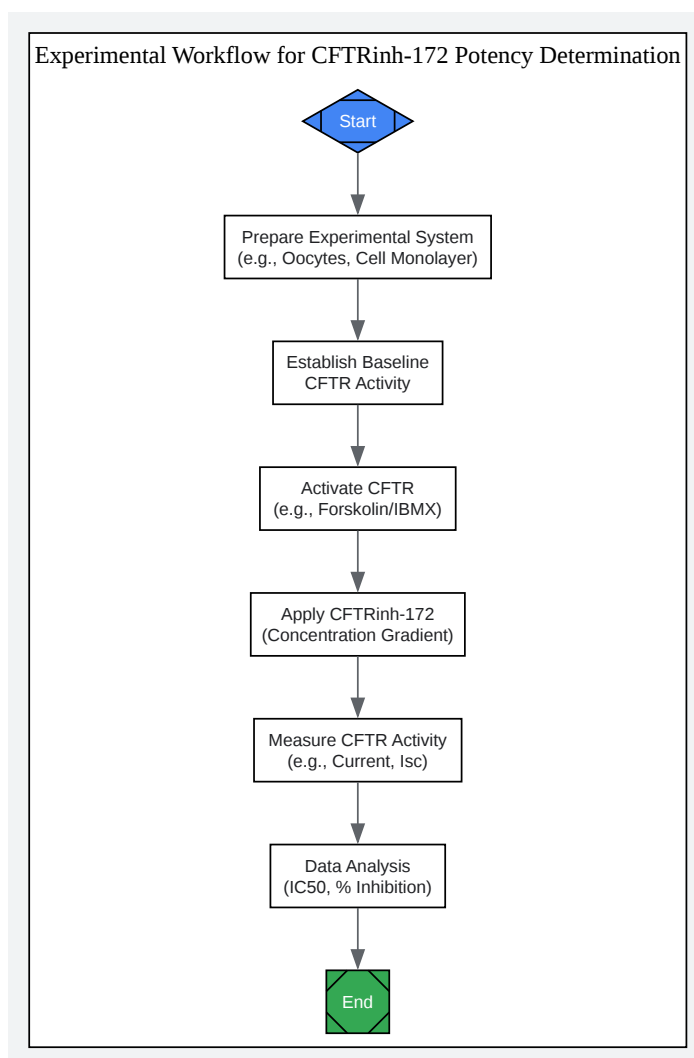 Experimental Workflow for CFTRinh-172 Potency Determination
Start
Prepare Experimental System
(e.g., Oocytes, Cell Monolayer)
Establish Baseline
CFTR Activity
Activate CFTR
(e.g., Forskolin/IBMX)
Apply CFTRinh-172
(Concentration Gradient)
Measure CFTR Activity
(e.g., Current, Isc)
Data Analysis
(IC50, % Inhibition)
End